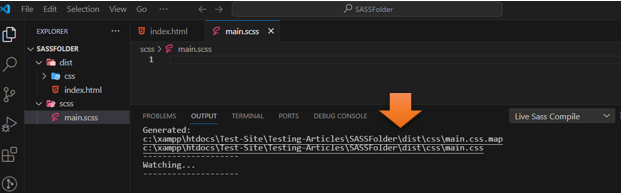 File Edit Selection View Go ... SASSFolder
EXPLORER ...
index.html
main.scss
SASSFOLDER
dist
css
index.html
scss
main.scss
scss > main.scss
1
PROBLEMS OUTPUT TERMINAL PORTS DEBUG CONSOLE
Live Sass Compile
Generated:
c:\xampp\htdocs\Test-Site\Testing-Articles\SASSFolder\dist\css\main.css.map
c:\xampp\htdocs\Test-Site\Testing-Articles\SASSFolder\dist\css\main.css
--------------------
Watching...
--------------------